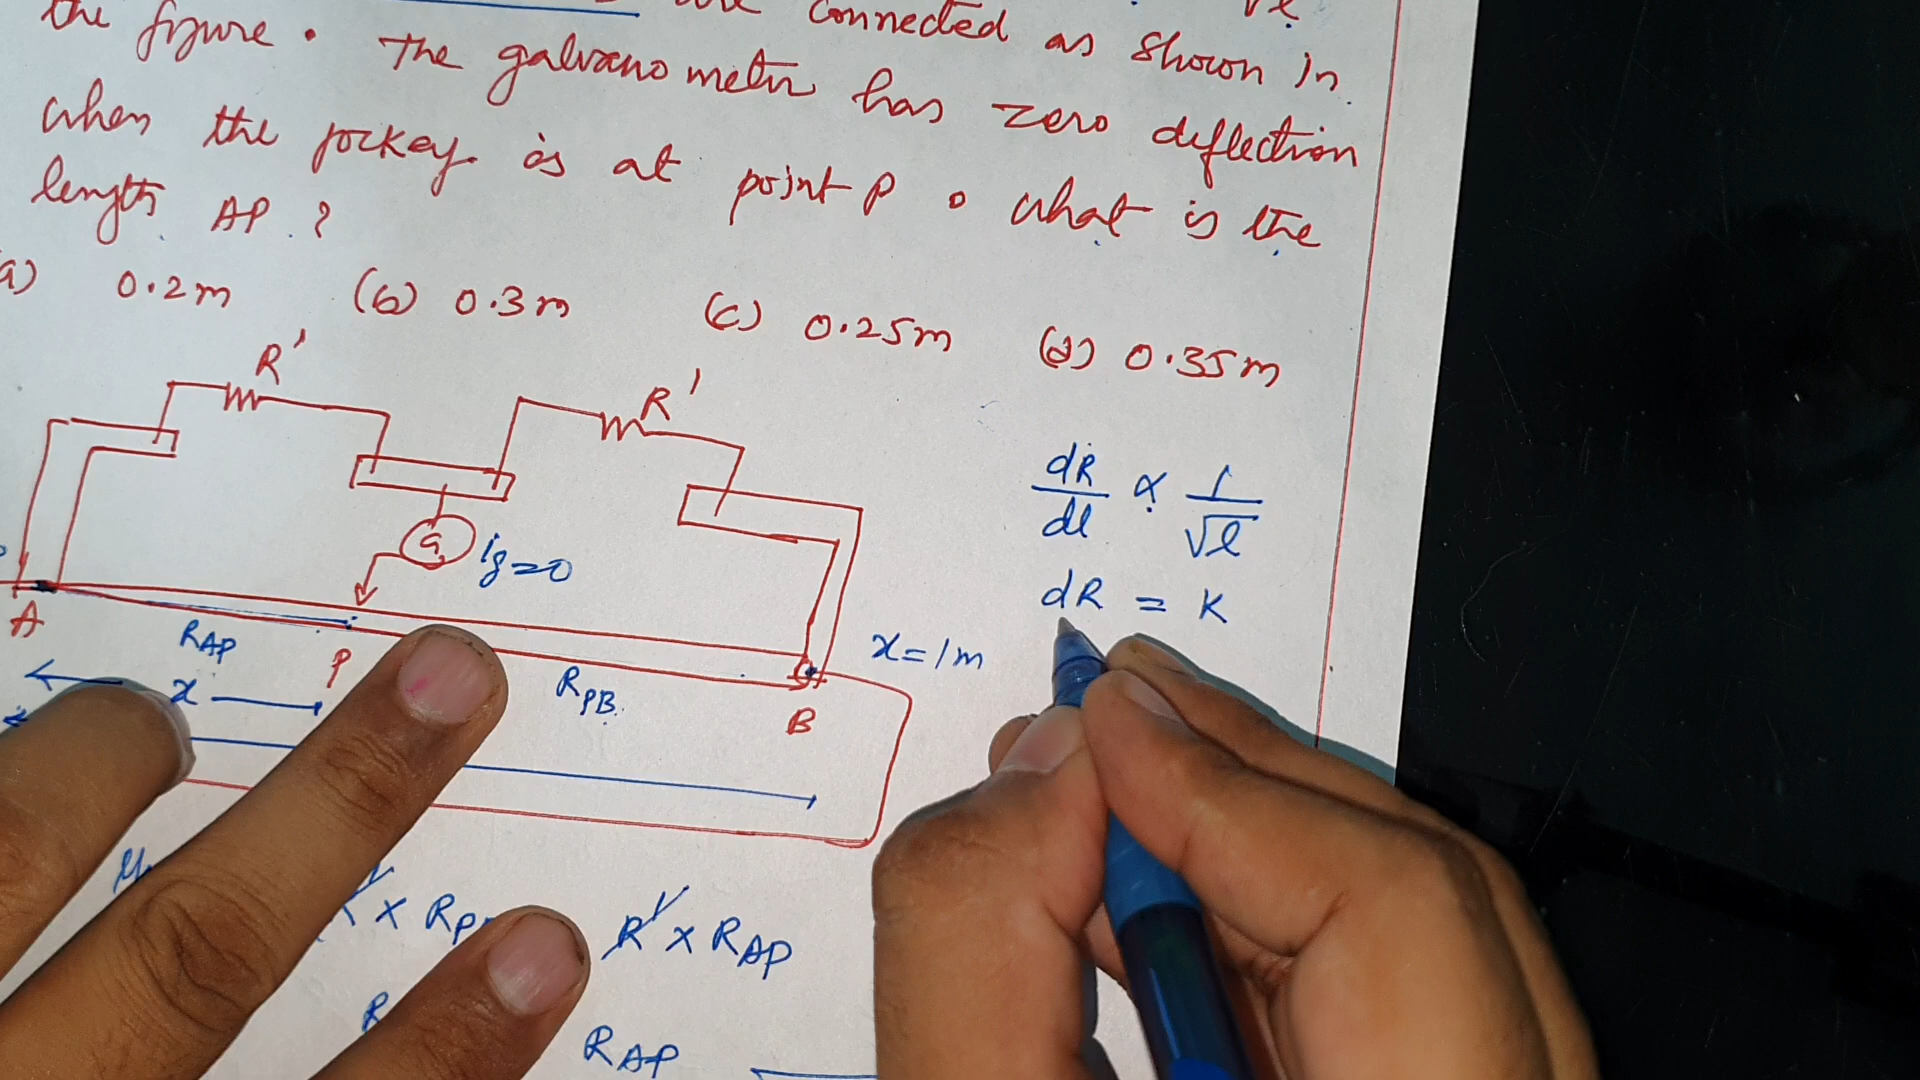 are connected as shown in
the figure. The galvanometer has zero deflection
when the jockey is at point P. what is the
length AP. ?
a) 0.2m (b) 0.3m (c) 0.25m (d) 0.35m
R' R'
dR/dl ∝ 1/√l
G ig=0
dR = K
A RAP P RPB B x=1m
x
x RP R' x RAP
R RAP